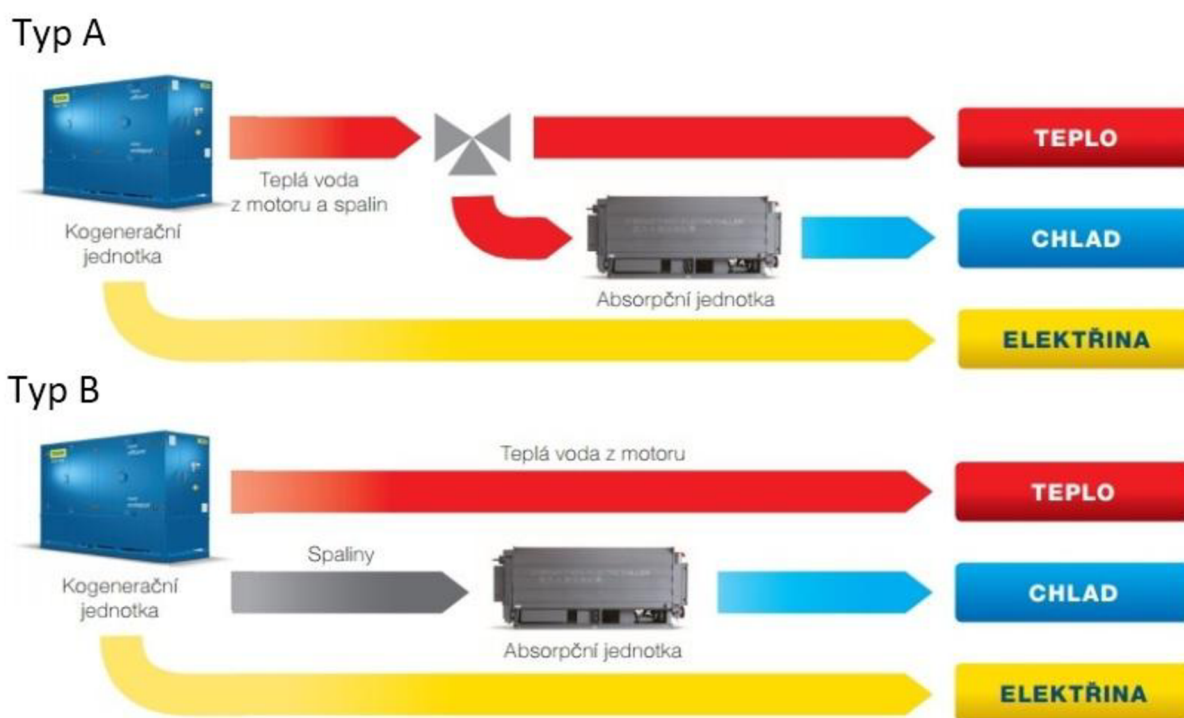 Typ A
TEPLO
Teplá voda
z motoru a spalin
Kogenerační
jednotka
CHLAD
Absorpční jednotka
ELEKTŘINA
Typ B
Teplá voda z motoru
TEPLO
Spaliny
Kogenerační
jednotka
CHLAD
Absorpční jednotka
ELEKTŘINA